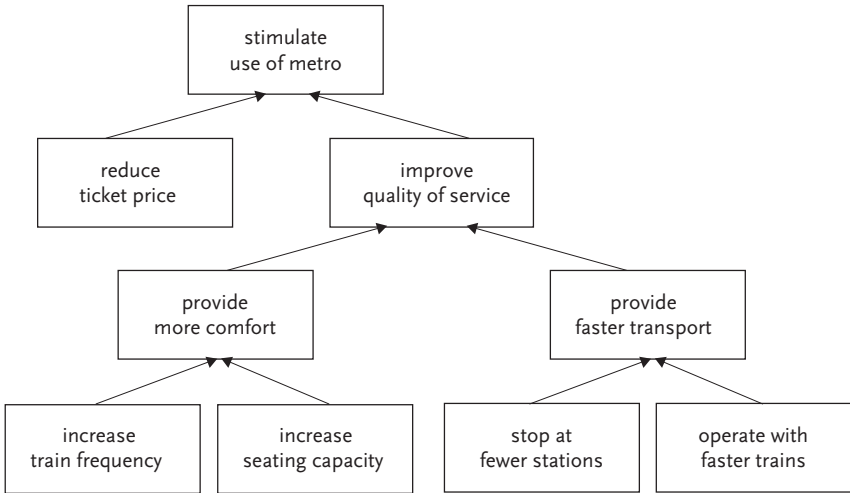 stimulate
use of metro
reduce
ticket price
improve
quality of service
provide
more comfort
provide
faster transport
increase
train frequency
increase
seating capacity
stop at
fewer stations
operate with
faster trains